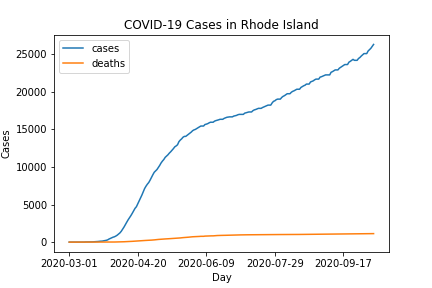 COVID-19 Cases in Rhode Island
cases
deaths
25000
20000
15000
10000
5000
0
Cases
2020-03-01 2020-04-20 2020-06-09 2020-07-29 2020-09-17
Day